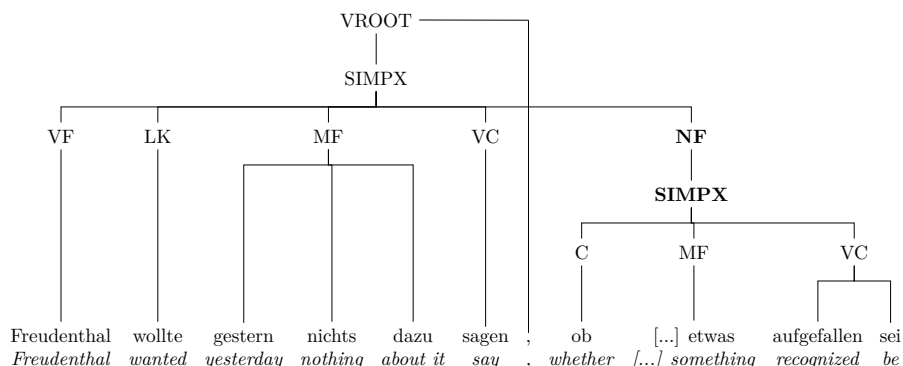 VROOT
SIMPX
VF LK MF VC NF
SIMPX
C MF VC
Freudenthal wollte gestern nichts dazu sagen , ob [...] etwas aufgefallen sei
Freudenthal wanted yesterday nothing about it say , whether [...] something recognized be